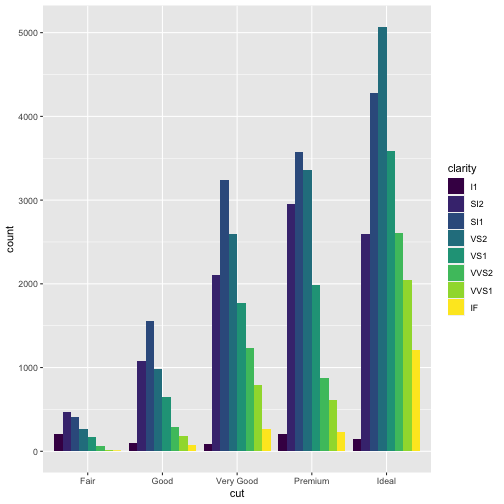 5000
4000
3000
2000
1000
0
count
Fair Good Very Good Premium Ideal
cut
clarity
I1
SI2
SI1
VS2
VS1
VVS2
VVS1
IF